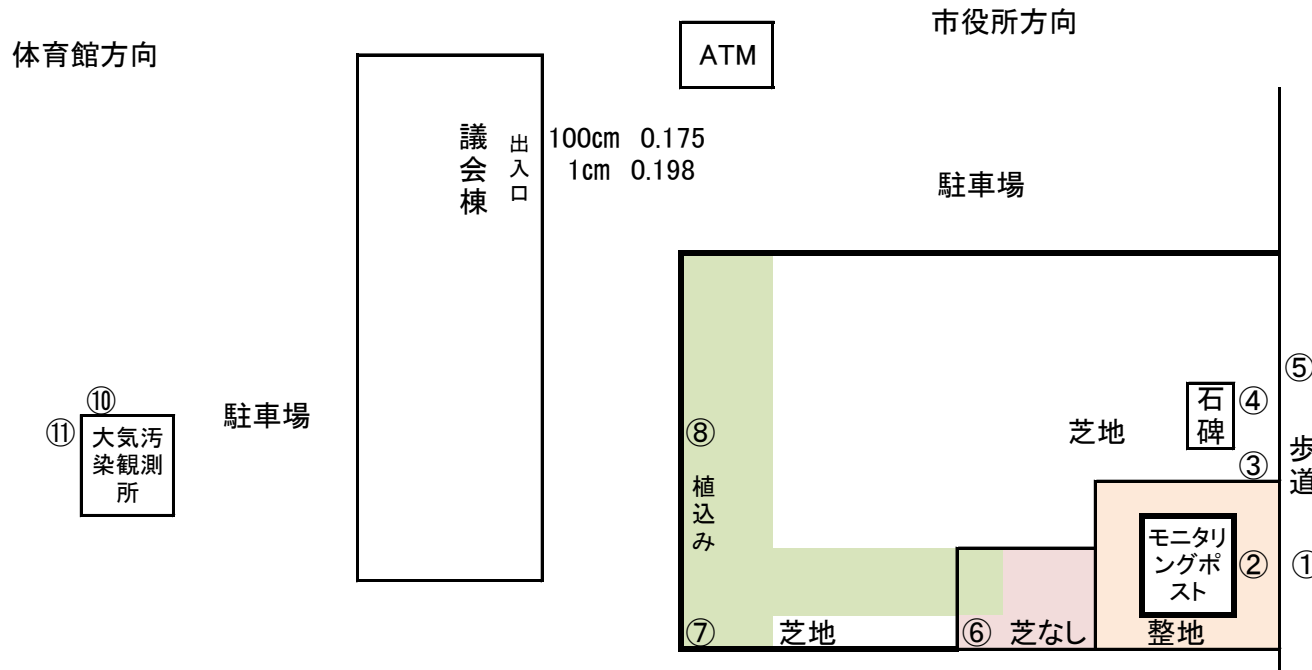 市役所方向
体育館方向
ATM
議会棟
出入口
100cm 0.175
1cm 0.198
駐車場
⑤
⑩
石碑
④
⑪
大気汚
染観測
所
駐車場
⑧
芝地
歩道
③
植込み
モニタリ
ングポ
スト
②
①
⑦
芝地
⑥
芝なし
整地